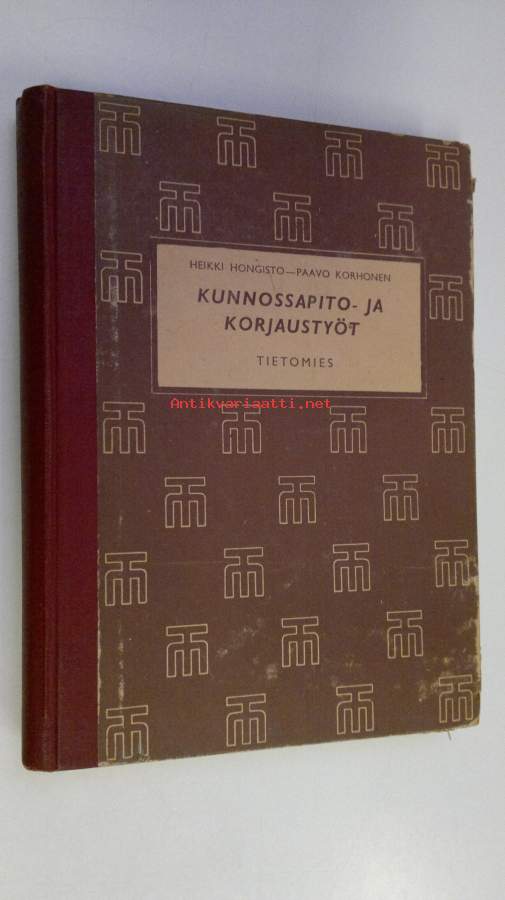 HEIKKI HONGISTO—PAAVO KORHONEN
KUNNOSSAPITO- JA
KORJAUSTYÖT
TIETOMIES
Antikvariaatti.net